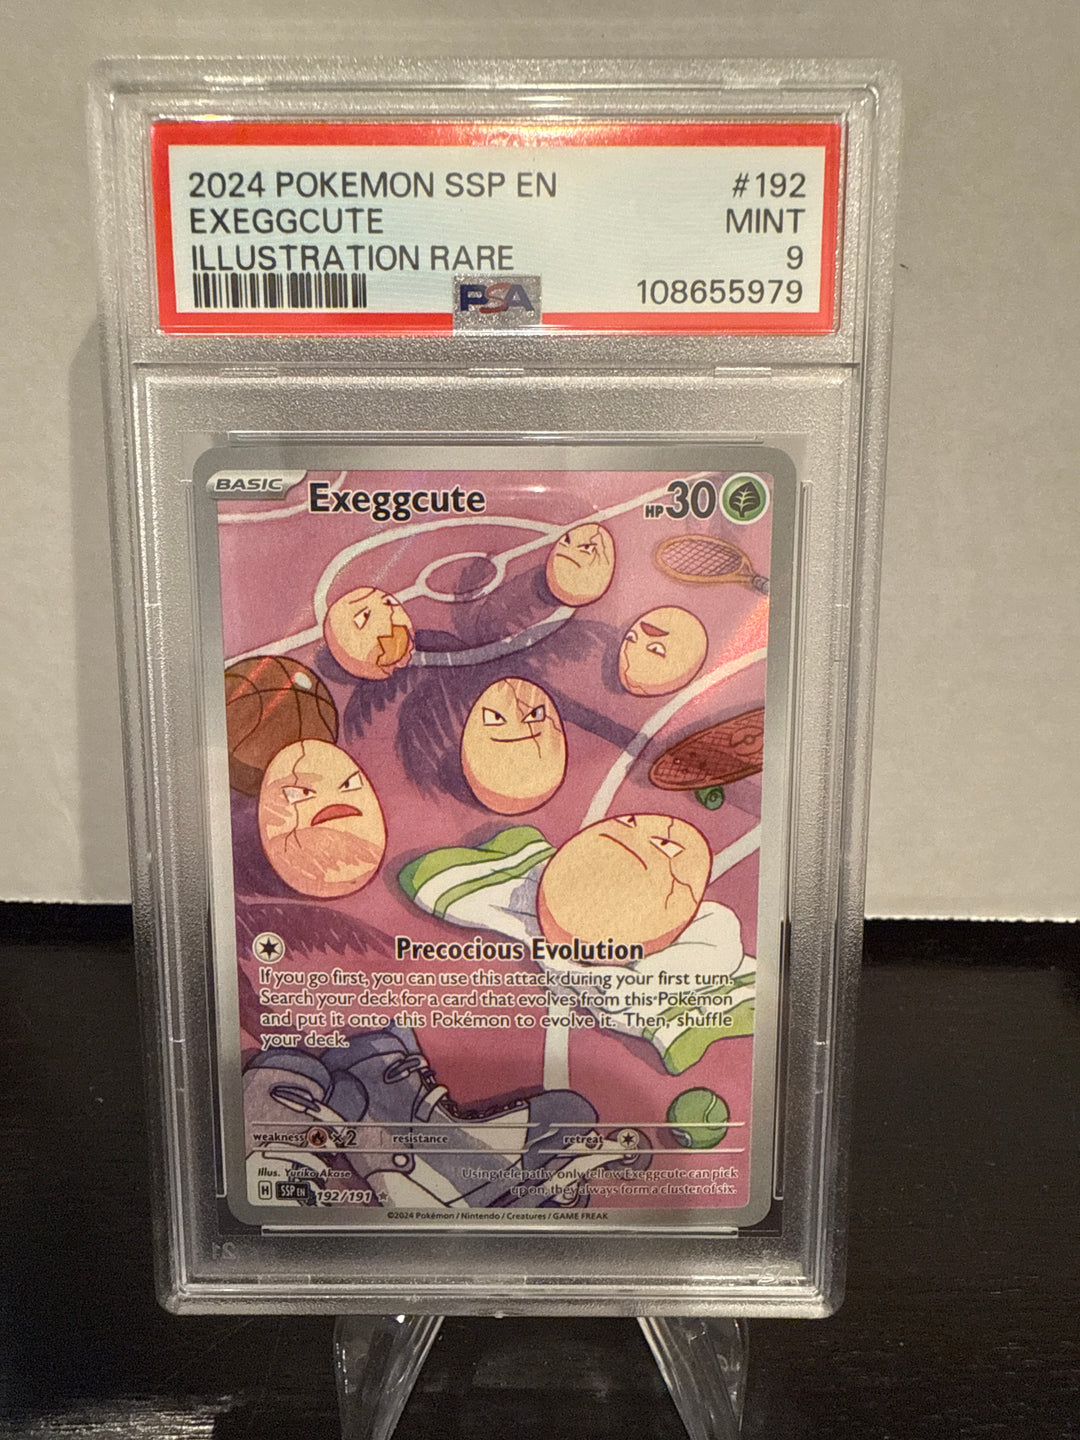 2024 POKEMON SSP EN #192
EXEGGCUTE MINT
ILLUSTRATION RARE 9
PSA 108655979
BASIC Exeggcute HP 30
Precocious Evolution
If you go first, you can use this attack during your first turn.
Search your deck for a card that evolves from this Pokémon
and put it onto this Pokémon to evolve it. Then, shuffle
your deck.
weakness ×2 resistance retreat
Illus. Yuriko Akase Using telepathy only fellow Exeggcute can pick
H SSP EN 192/191 up on, they always form a cluster of six.
©2024 Pokémon / Nintendo / Creatures / GAME FREAK